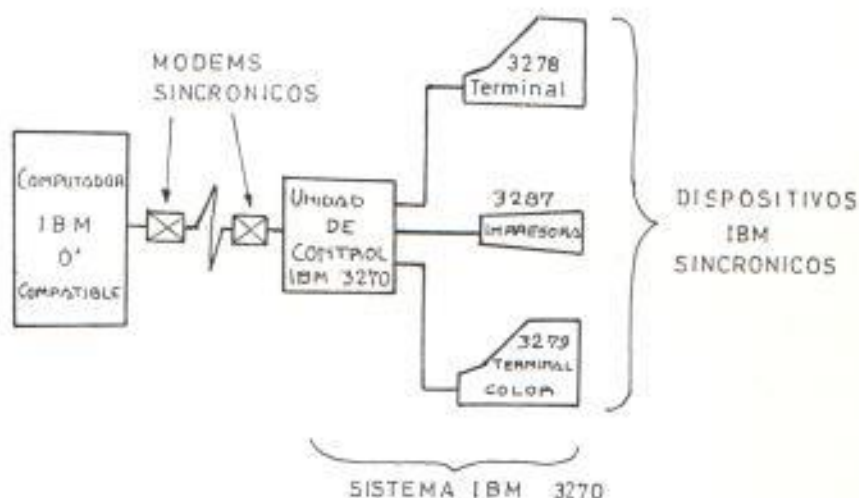 MODEMS
SINCRONICOS
COMPUTADOR
IBM
O'
COMPATIBLE
UNIDAD
DE
CONTROL
IBM 3270
3278
Terminal
3287
IMPRESORA
3279
TERMINAL
COLOR
DISPOSITIVOS
IBM
SINCRONICOS
SISTEMA IBM 3270